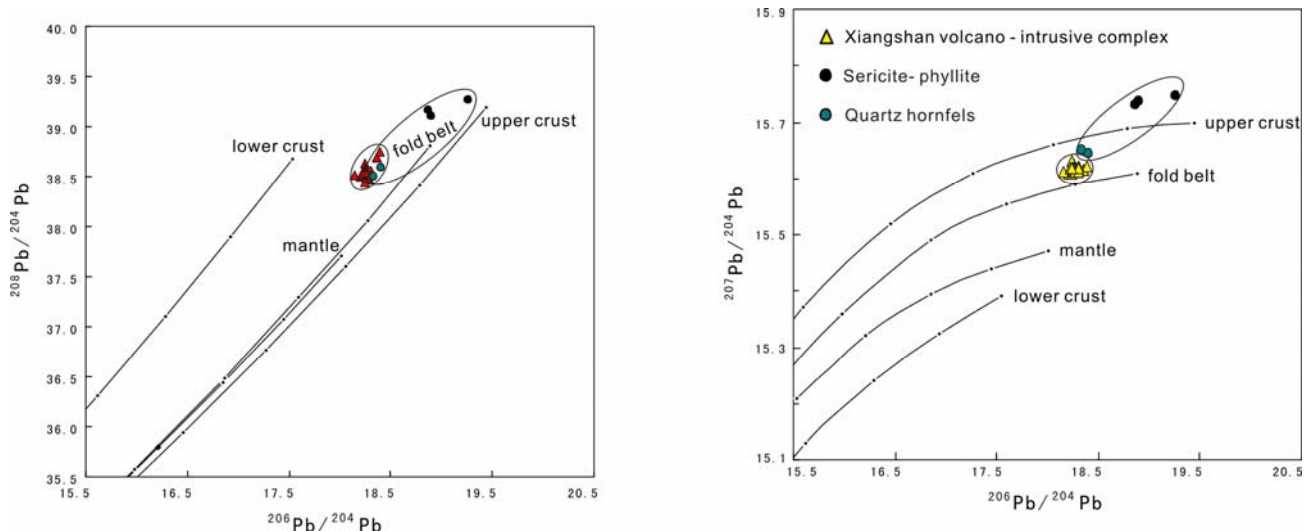 40.0
39.5
39.0
38.5
38.0
37.5
37.0
36.5
36.0
35.5
208Pb/204Pb
lower crust
fold belt
upper crust
mantle
15.5 16.5 17.5 18.5 19.5 20.5
206Pb/204Pb
15.9
15.7
15.5
15.3
15.1
207Pb/204Pb
Xiangshan volcano - intrusive complex
Sericite- phyllite
Quartz hornfels
upper crust
fold belt
mantle
lower crust
15.5 16.5 17.5 18.5 19.5 20.5
206Pb/204Pb